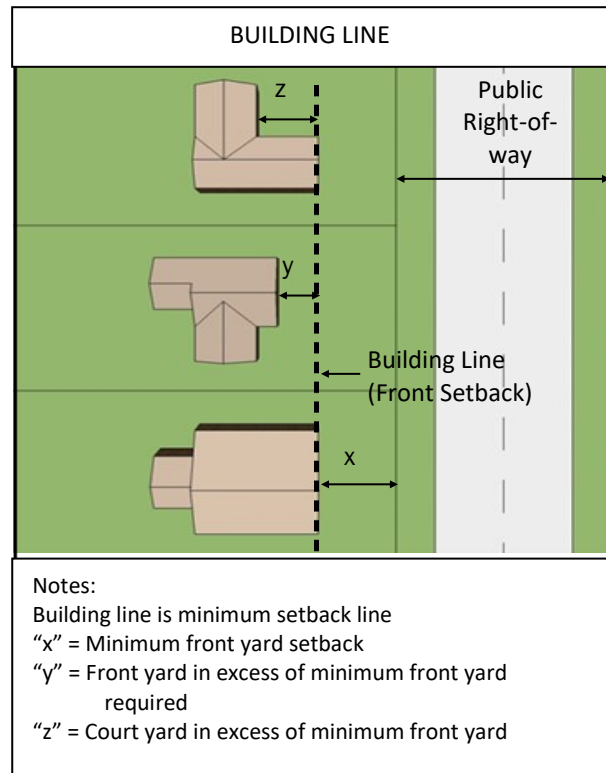 BUILDING LINE
z
Public
Right-of-
way
y
Building Line
(Front Setback)
x
Notes:
Building line is minimum setback line
“x” = Minimum front yard setback
“y” = Front yard in excess of minimum front yard
required
“z” = Court yard in excess of minimum front yard